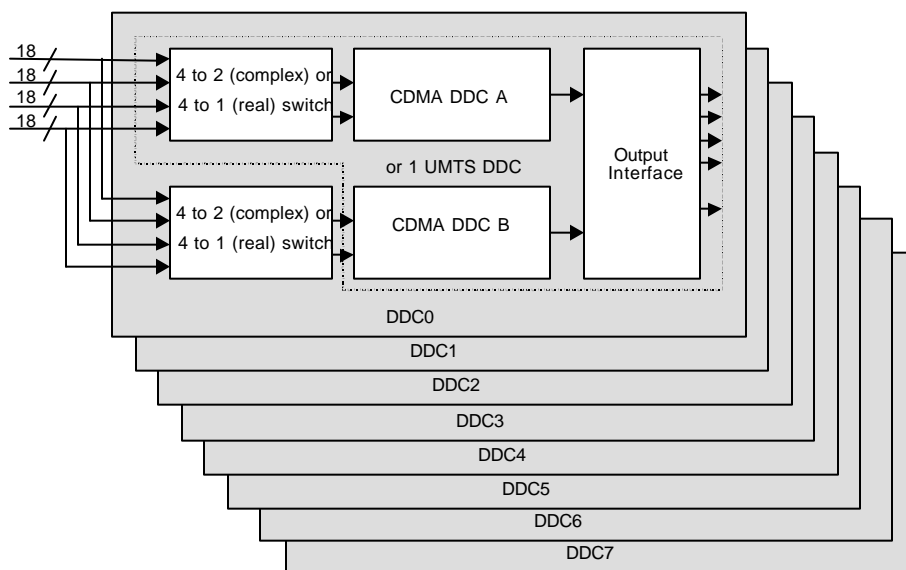 18
18
18
18
4 to 2 (complex) or
4 to 1 (real) switch
CDMA DDC A
Output
Interface
or 1 UMTS DDC
4 to 2 (complex) or
4 to 1 (real) switch
CDMA DDC B
DDC0
DDC1
DDC2
DDC3
DDC4
DDC5
DDC6
DDC7